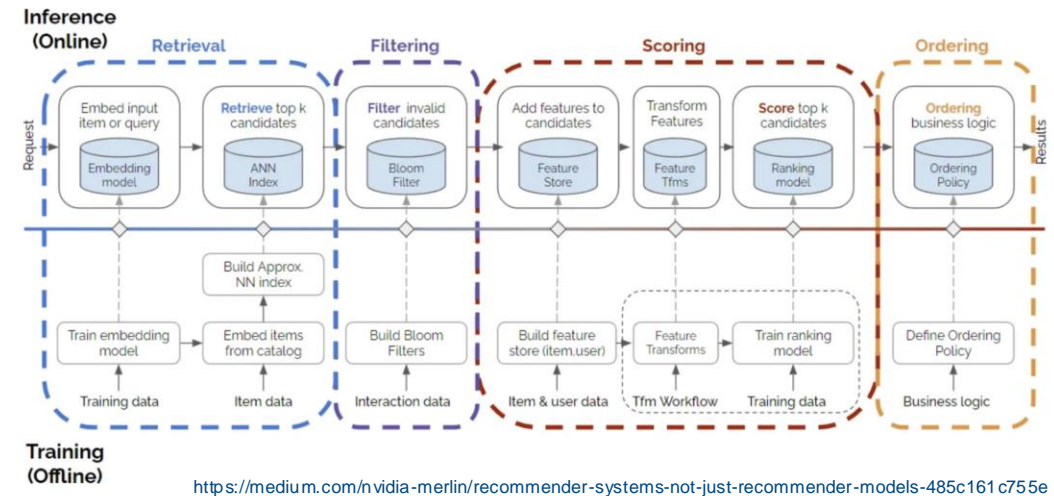 Inference
(Online)
Retrieval
Filtering
Scoring
Ordering
Request
Embed input
item or query
Embedding
model
Retrieve top k
candidates
ANN
Index
Filter invalid
candidates
Bloom
Filter
Add features to
candidates
Feature
Store
Transform
Features
Feature
Tfms
Score top k
candidates
Ranking
model
Ordering
business logic
Ordering
Policy
Results
Build Approx.
NN index
Train embedding
model
Embed items
from catalog
Build Bloom
Filters
Build feature
store (item,user)
Feature
Transforms
Train ranking
model
Define Ordering
Policy
Training data
Item data
Interaction data
Item & user data
Tfm Workflow
Training data
Business logic
Training
(Offline)
https://medium.com/nvidia-merlin/recommender-systems-not-just-recommender-models-485c161c755e